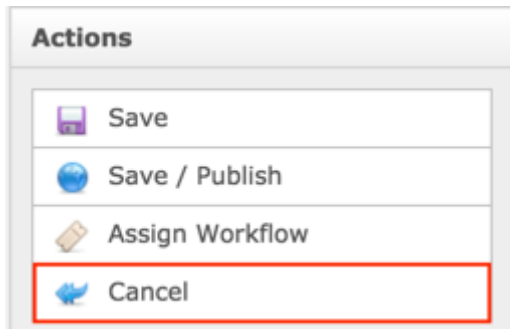 Actions
Save
Save / Publish
Assign Workflow
Cancel